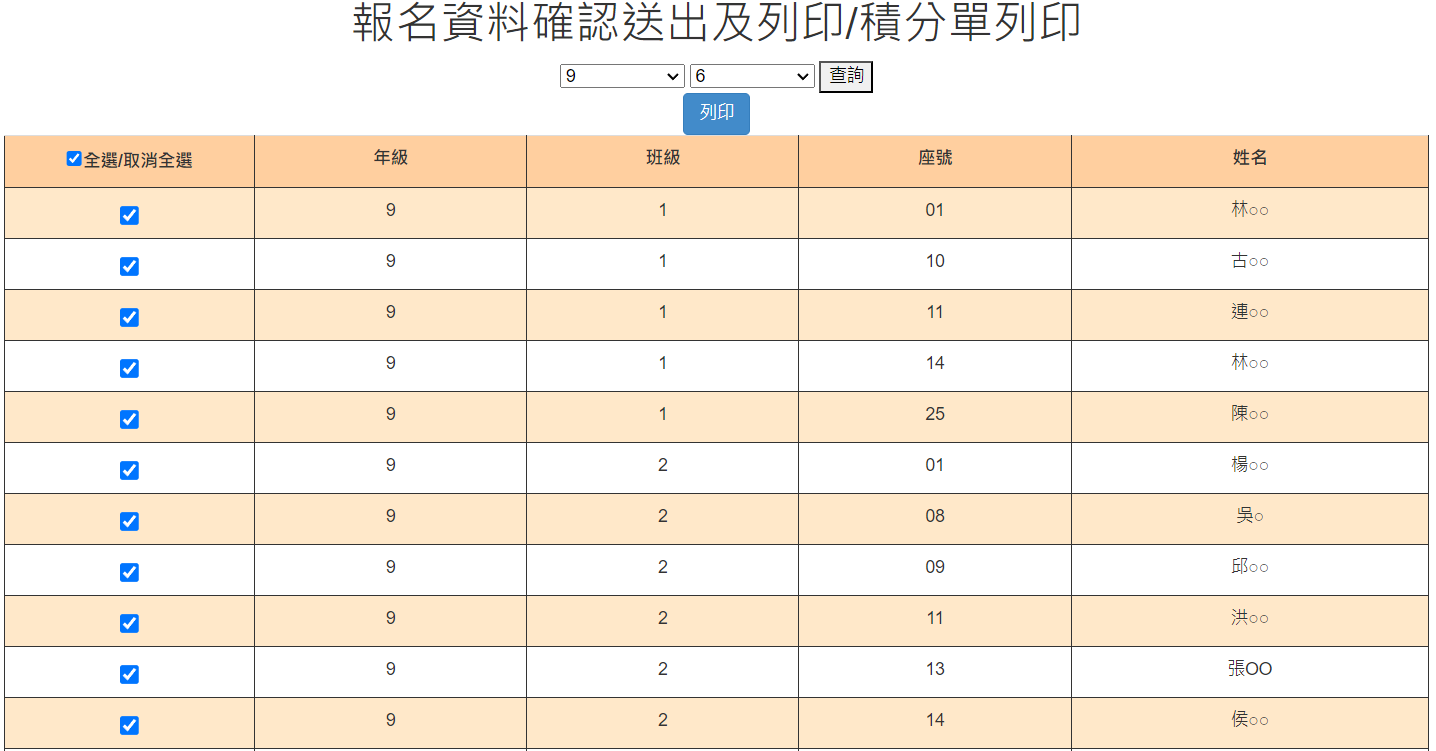 報名資料確認送出及列印/積分單列印
9 6 查詢
列印
全選/取消全選 年級 班級 座號 姓名
9 1 01 林○○
9 1 10 古○○
9 1 11 連○○
9 1 14 林○○
9 1 25 陳○○
9 2 01 楊○○
9 2 08 吳○
9 2 09 邱○○
9 2 11 洪○○
9 2 13 張OO
9 2 14 侯○○